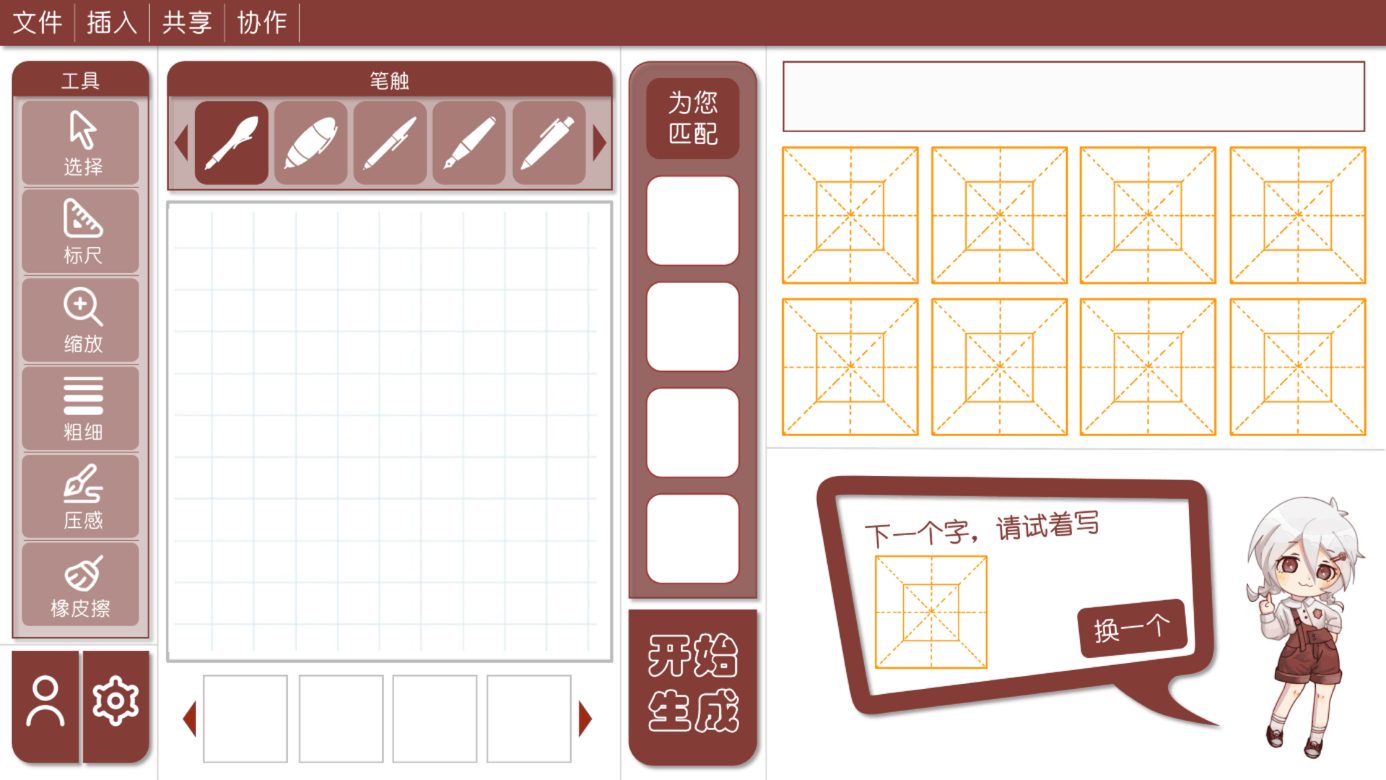 文件 插入 共享 协作
工具
选择
标尺
缩放
粗细
压感
橡皮擦
笔触
为您
匹配
开始
生成
下一个字，请试着写
换一个